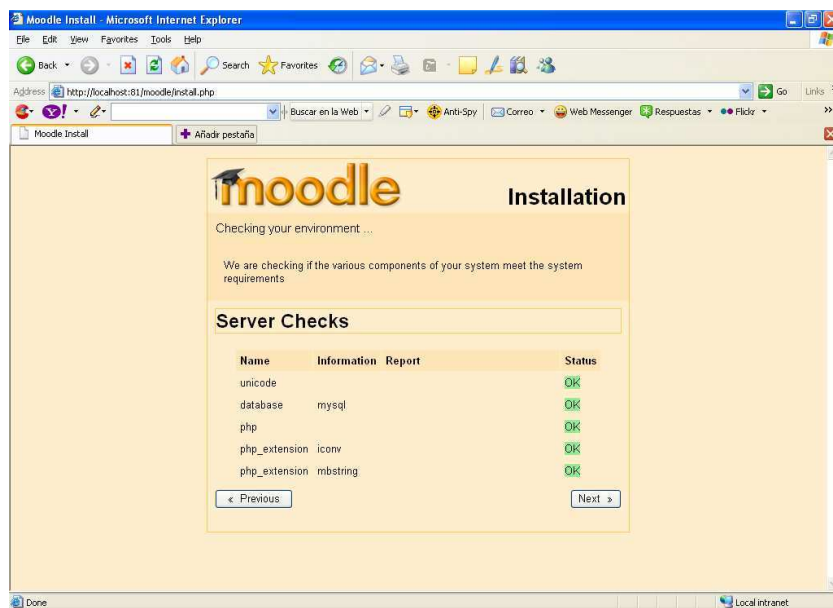 Moodle Install - Microsoft Internet Explorer
File Edit View Favorites Tools Help
Back Search Favorites
Address http://localhost:81/moodle/install.php Go Links
Buscar en la Web Anti-Spy Correo Web Messenger Respuestas Flickr
Moodle Install Añadir pestaña
moodle Installation
Checking your environment ...
We are checking if the various components of your system meet the system
requirements
Server Checks
Name Information Report Status
unicode OK
database mysql OK
php OK
php_extension iconv OK
php_extension mbstring OK
« Previous Next »
Done Local intranet